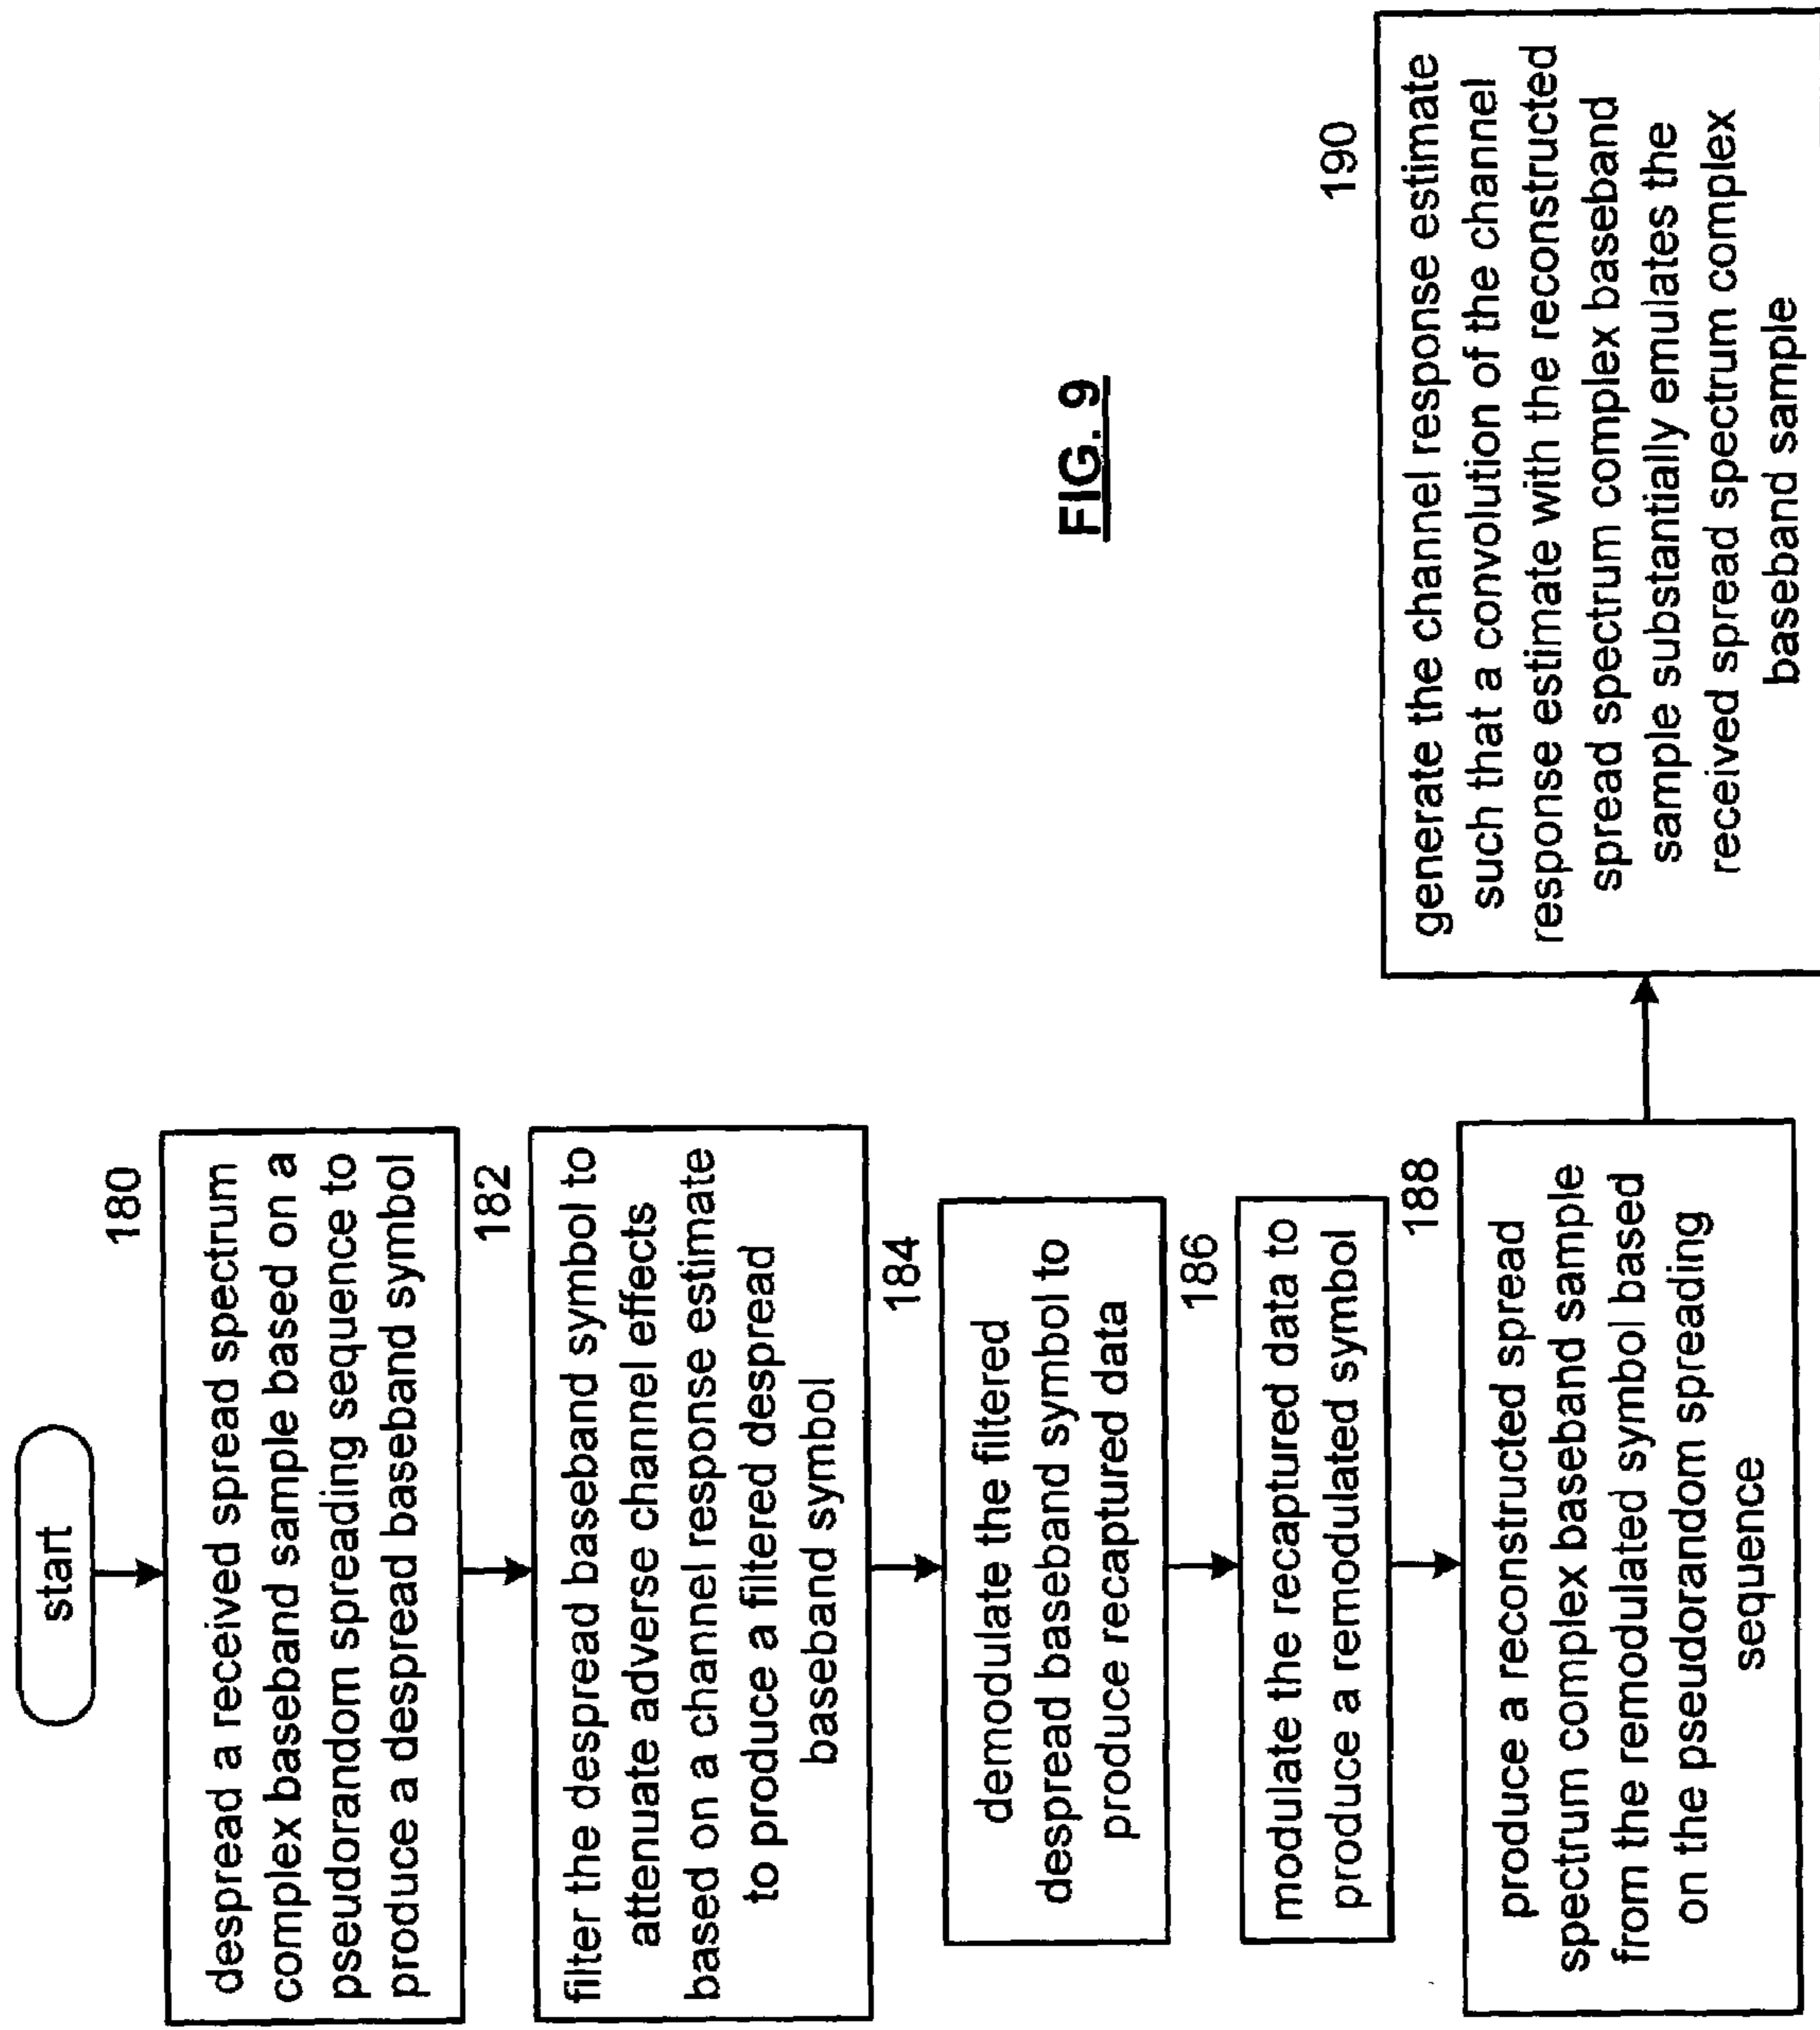 start
180
despread a received spectrum
complex baseband sample based on a
pseudorandom spreading sequence to
produce a despread baseband symbol
182
filter the despread baseband symbol to
attenuate adverse channel effects
based on a channel response estimate
to produce a filtered despread
baseband symbol
184
demodulate the filtered
despread baseband symbol to
produce recaptured data
186
modulate the recaptured data to
produce a remodulated symbol
188
produce a reconstructed spread
spectrum complex baseband sample
from the remodulated symbol based
on the pseudorandom spreading
sequence
190
generate the channel response estimate
such that a convolution of the channel
response estimate with the reconstructed
spread spectrum complex baseband
sample substantially emulates the
received spread spectrum complex
baseband sample
FIG. 9